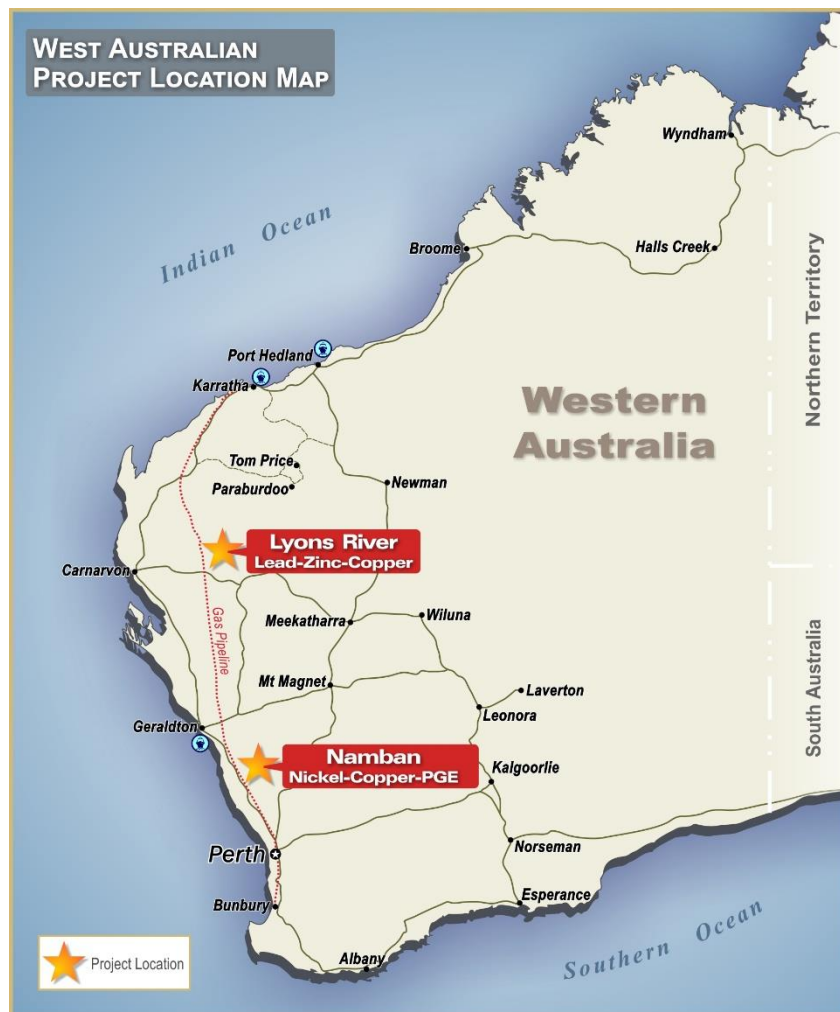 WEST AUSTRALIAN
PROJECT LOCATION MAP
Wyndham
Indian Ocean
Broome
Halls Creek
Northern Territory
Port Hedland
Karratha
Western
Australia
Tom Price
Paraburdoo
Newman
Lyons River
Lead-Zinc-Copper
Carnarvon
Gas Pipeline
Meekatharra
Wiluna
South Australia
Mt Magnet
Laverton
Leonora
Geraldton
Namban
Nickel-Copper-PGE
Kalgoorlie
Perth
Norseman
Bunbury
Esperance
Southern Ocean
Albany
Project Location